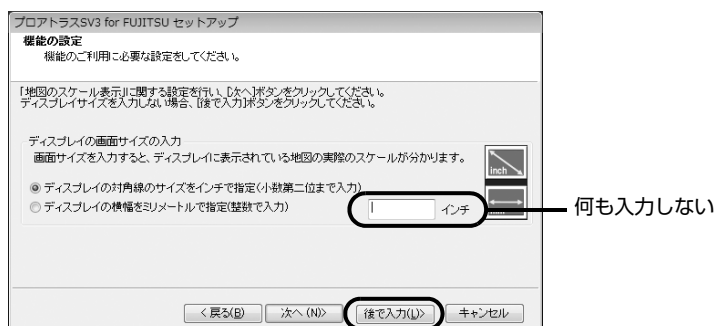 プロアトラスSV3 for FUJITSU セットアップ
機能の設定
機能のご利用に必要な設定をしてください。
「地図のスケール表示」に関する設定を行い、[次へ]ボタンをクリックしてください。
ディスプレイサイズを入力しない場合、[後で入力]ボタンをクリックしてください。
ディスプレイの画面サイズの入力
画面サイズを入力すると、ディスプレイに表示されている地図の実際のスケールが分かります。
inch
ディスプレイの対角線のサイズをインチで指定(小数第二位まで入力)
ディスプレイの横幅をミリメートルで指定(整数で入力)
インチ
何も入力しない
<戻る(B) 次へ (N)> 後で入力(L)> キャンセル